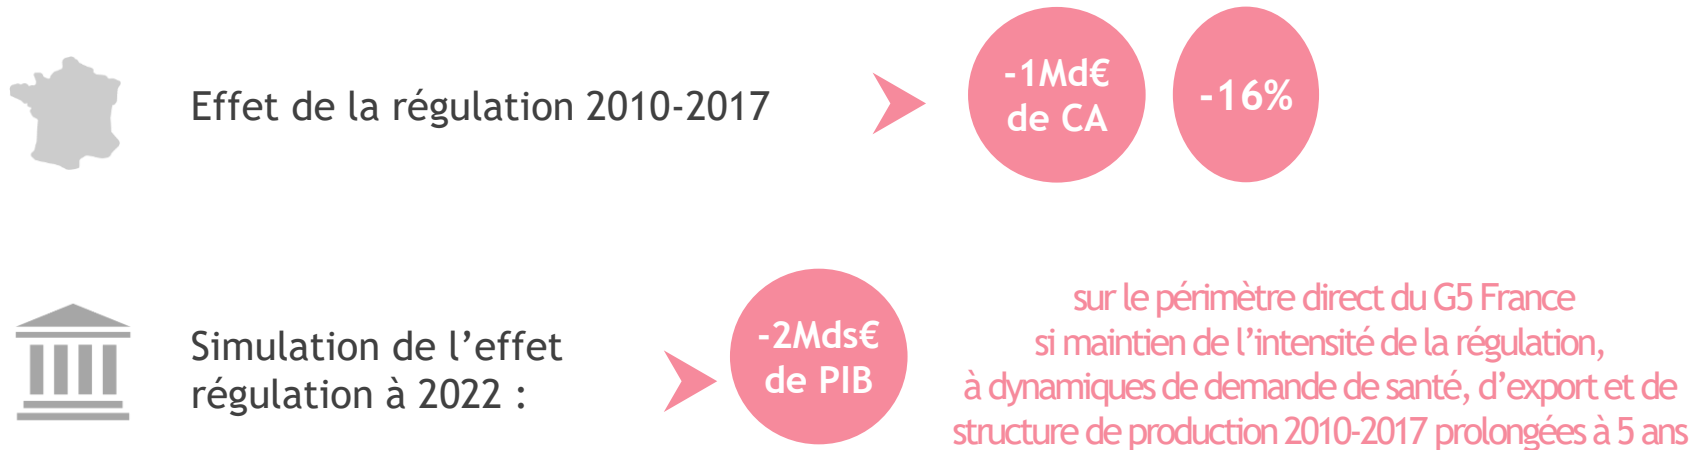 Effet de la régulation 2010-2017
-1Md€
de CA
-16%
Simulation de l’effet
régulation à 2022 :
-2Mds€
de PIB
sur le périmètre direct du G5 France
si maintien de l’intensité de la régulation,
à dynamiques de demande de santé, d’export et de
structure de production 2010-2017 prolongées à 5 ans